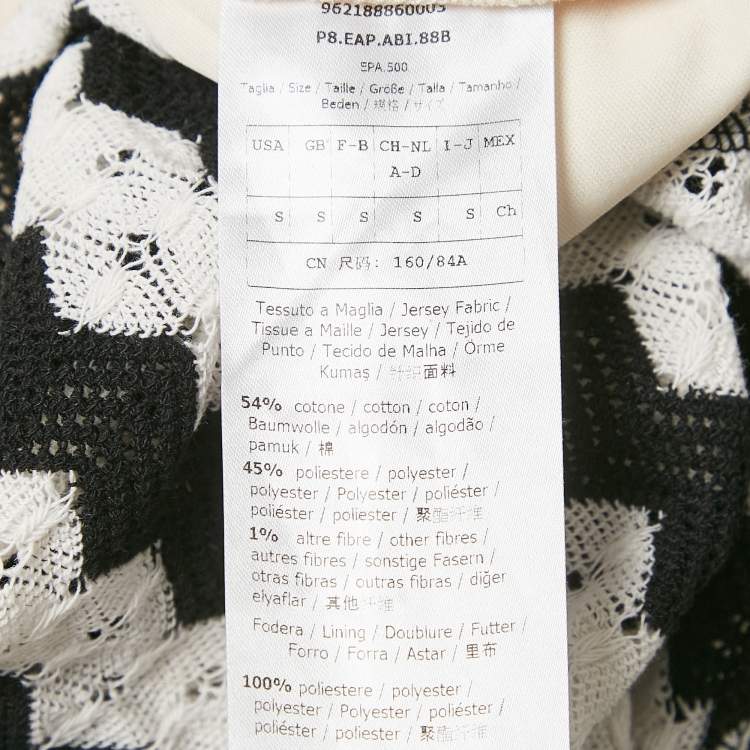 962188860003
P8.EAP.ABI.88B
EPA.500
Taglia / Size / Taille / Größe / Talla / Tamanho /
Beden / 規格 / サイズ
USA GB F-B CH-NL I-J MEX
A-D
S S S S S Ch
CN 尺码: 160/84A
Tessuto a Maglia / Jersey Fabric /
Tissue a Maille / Jersey / Tejido de
Punto / Tecido de Malha / Örme
Kumaş / 针织面料
54% cotone / cotton / coton /
Baumwolle / algodón / algodão /
pamuk / 棉
45% poliestere / polyester /
polyester / Polyester / poliéster /
poliéster / poliester / 聚酯纤维
1% altre fibre / other fibres /
autres fibres / sonstige Fasern /
otras fibras / outras fibras / diğer
elyaflar / 其他纤维
Fodera / Lining / Doublure / Futter /
Forro / Forra / Astar / 里布
100% poliestere / polyester /
polyester / Polyester / poliéster /
poliéster / poliester / 聚酯纤维